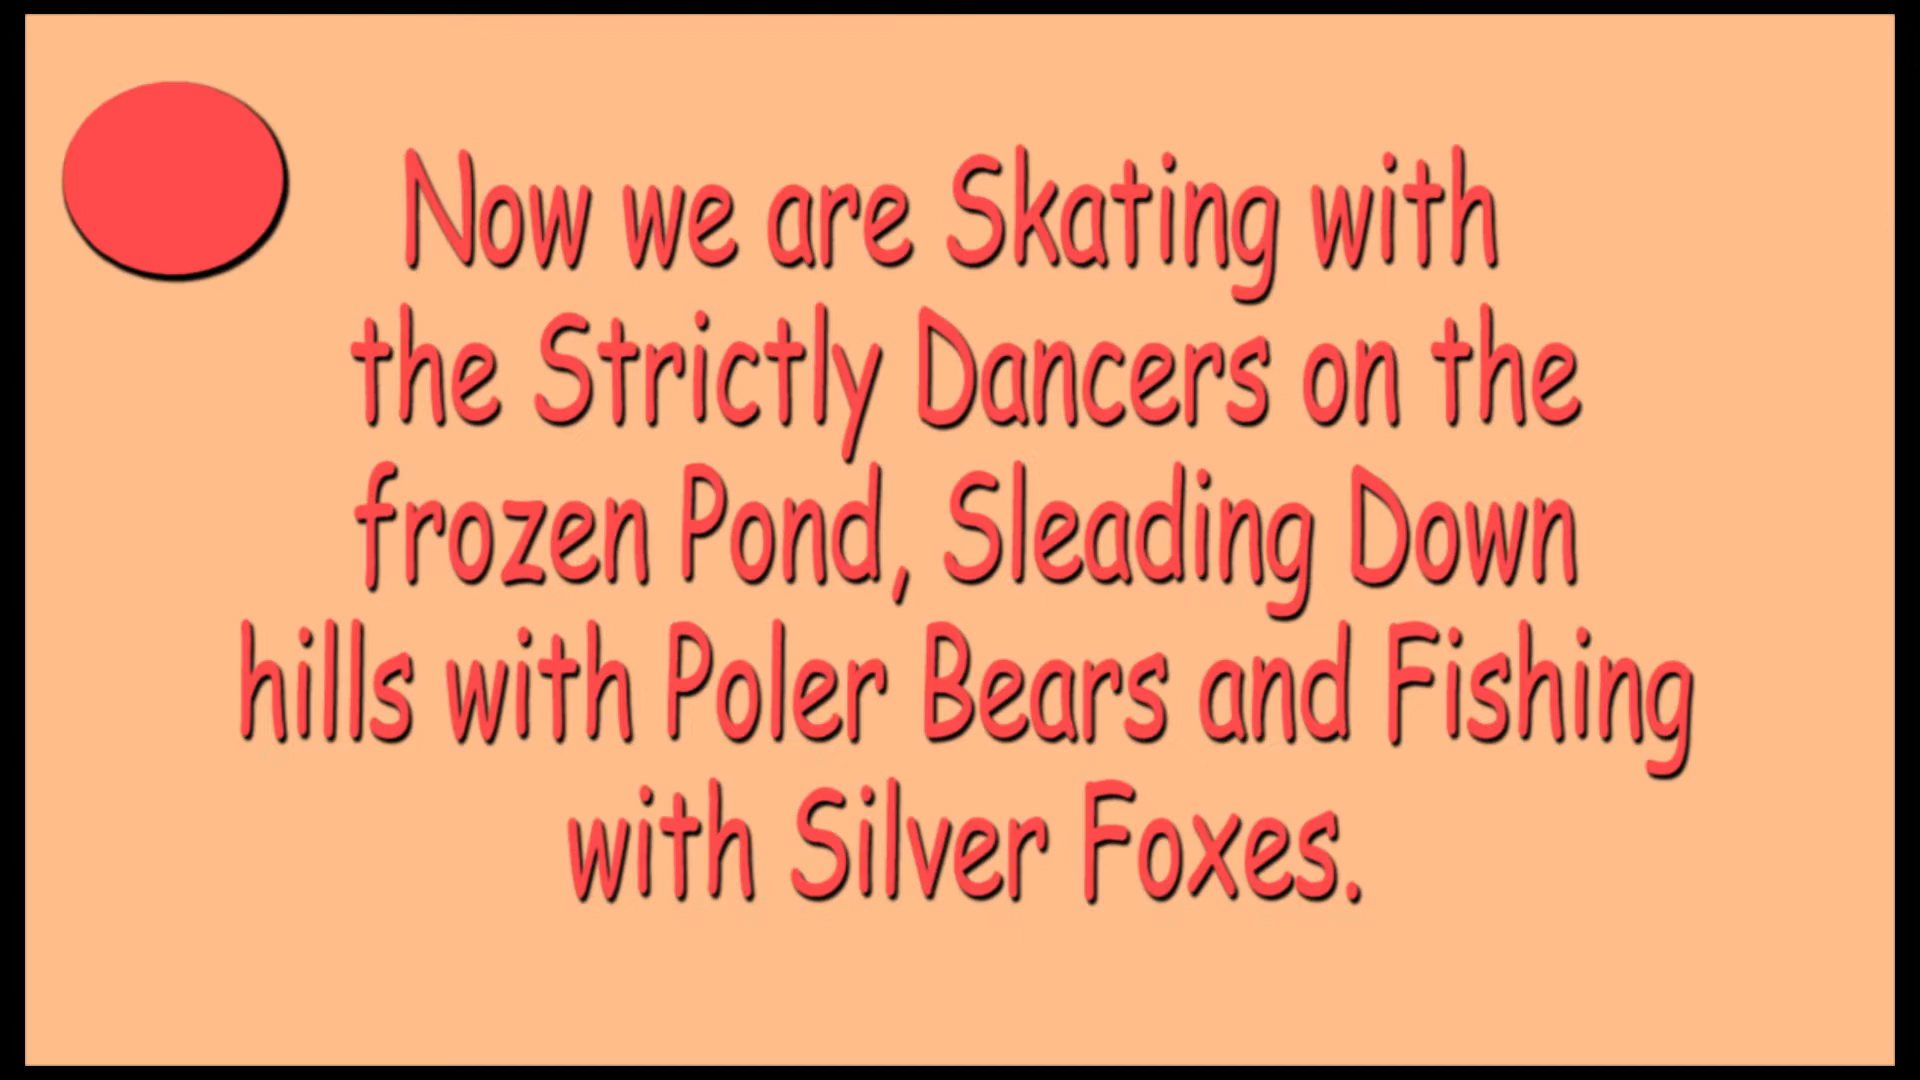 Now we are Skating with
the Strictly Dancers on the
frozen Pond, Sleading Down
hills with Poler Bears and Fishing
with Silver Foxes.